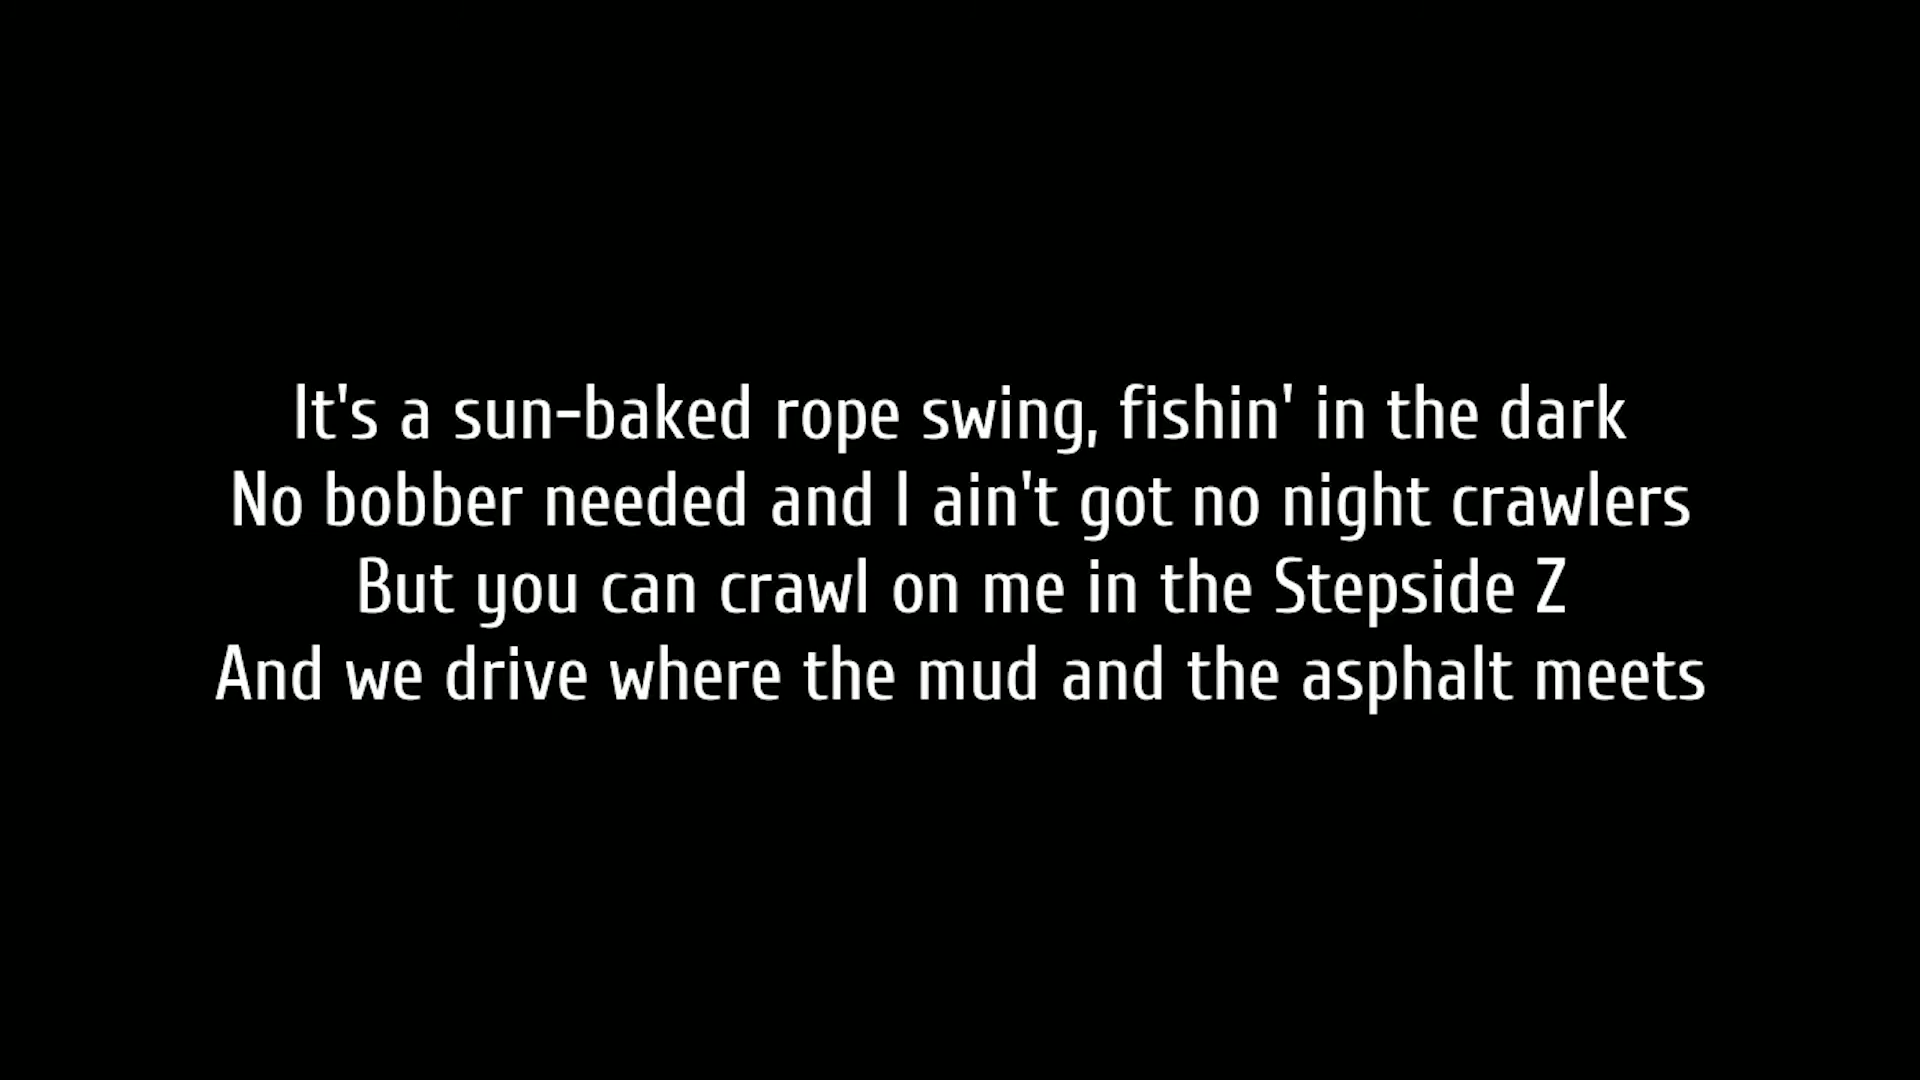 It's a sun-baked rope swing, fishin' in the dark
No bobber needed and I ain't got no night crawlers
But you can crawl on me in the Stepside Z
And we drive where the mud and the asphalt meets